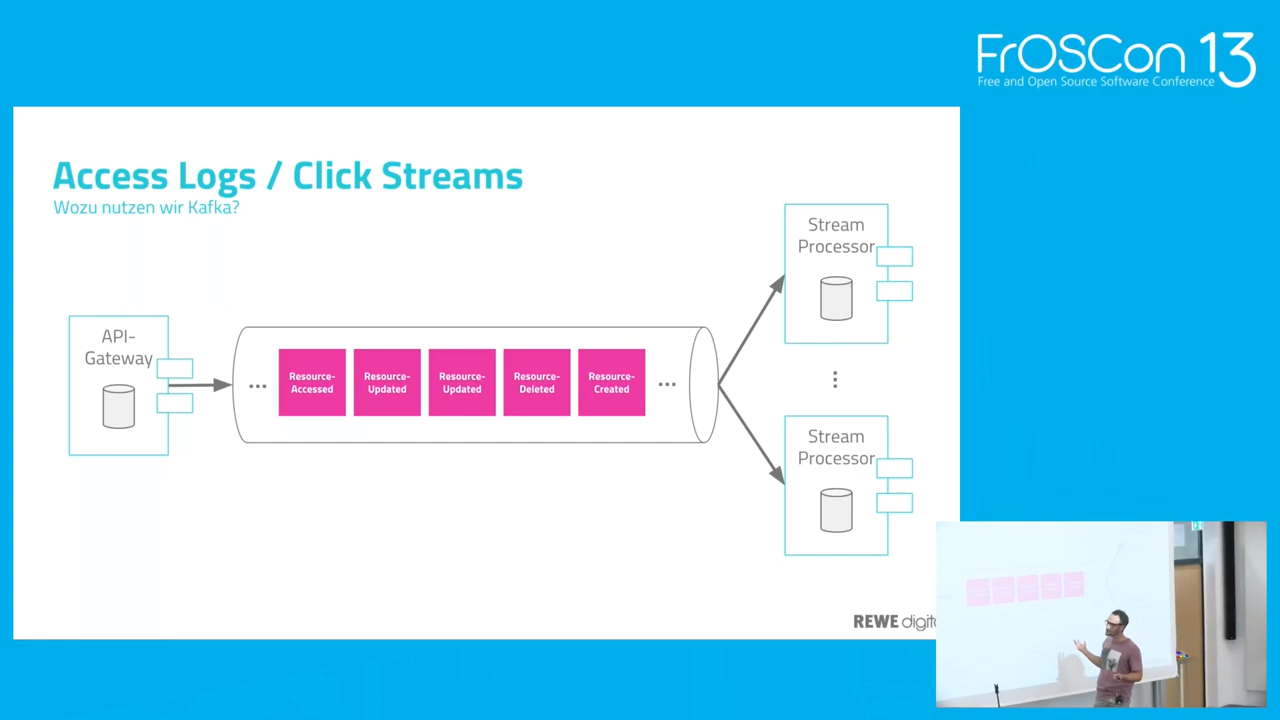 FrOSCon 13
Free and Open Source Software Conference
Access Logs / Click Streams
Wozu nutzen wir Kafka?
API-
Gateway
...
Resource-
Accessed
Resource-
Updated
Resource-
Updated
Resource-
Deleted
Resource-
Created
...
Stream
Processor
Stream
Processor
REWE digit